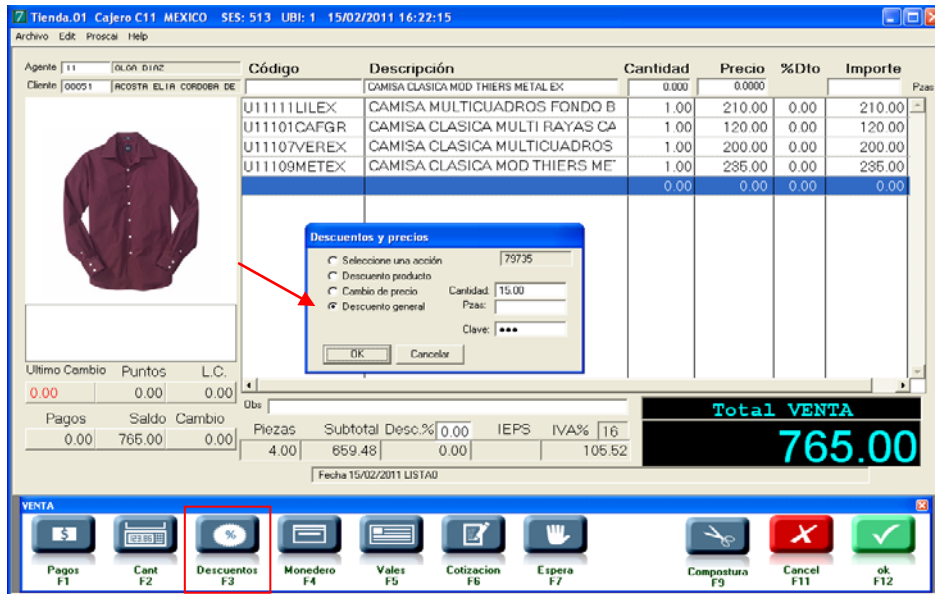 7 Tienda.01 Cajero C11 MEXICO SES: 513 UBI: 1 15/02/2011 16:22:15
Archivo Edit Proscai Help
Agente 11 OLGA DIAZ Código Descripción Cantidad Precio %Dto Importe
Cliente 00051 ACOSTA ELIA CORDOBA DE CAMISA CLASICA MOD THIERS METAL EX 0.000 0.0000 Pzas
U11111LILEX CAMISA MULTICUADROS FONDO B 1.00 210.00 0.00 210.00
U11101CAFGR CAMISA CLASICA MULTI RAYAS CA 1.00 120.00 0.00 120.00
U11107VEREX CAMISA CLASICA MULTICUADROS 1.00 200.00 0.00 200.00
U11109METEX CAMISA CLASICA MOD THIERS MET 1.00 235.00 0.00 235.00
0.00 0.00 0.00 0.00
Descuentos y precios
Seleccione una acción 79735
Descuento producto
Cambio de precio Cantidad: 15.00
Descuento general Pzas:
Clave: •••
OK Cancelar
Ultimo Cambio Puntos L.C.
0.00 0.00 0.00
Obs
Pagos Saldo Cambio
0.00 765.00 0.00
Piezas Subtotal Desc.% 0.00 IEPS IVA% 16
4.00 659.48 0.00 105.52
Total VENTA
765.00
Fecha 15/02/2011 LISTA0
VENTA
$ 123.86 %
Pagos Cant Descuentos Monedero Vales Cotizacion Espera Compostura Cancel ok
F1 F2 F3 F4 F5 F6 F7 F9 F11 F12